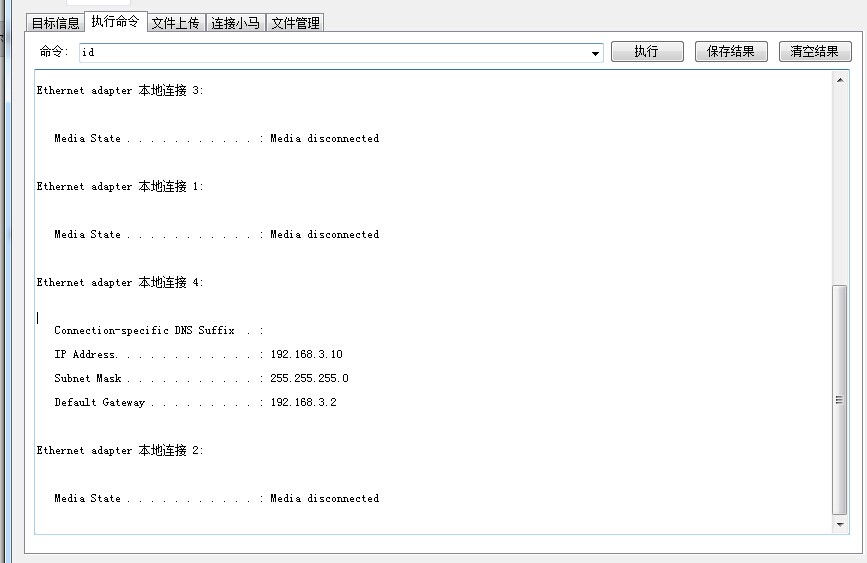 目标信息 执行命令 文件上传 连接小马 文件管理
命令: id 执行 保存结果 清空结果
Ethernet adapter 本地连接 3:
Media State . . . . . . . . . . . : Media disconnected
Ethernet adapter 本地连接 1:
Media State . . . . . . . . . . . : Media disconnected
Ethernet adapter 本地连接 4:
Connection-specific DNS Suffix  . :
IP Address. . . . . . . . . . . . : 192.168.3.10
Subnet Mask . . . . . . . . . . . : 255.255.255.0
Default Gateway . . . . . . . . . : 192.168.3.2
Ethernet adapter 本地连接 2:
Media State . . . . . . . . . . . : Media disconnected